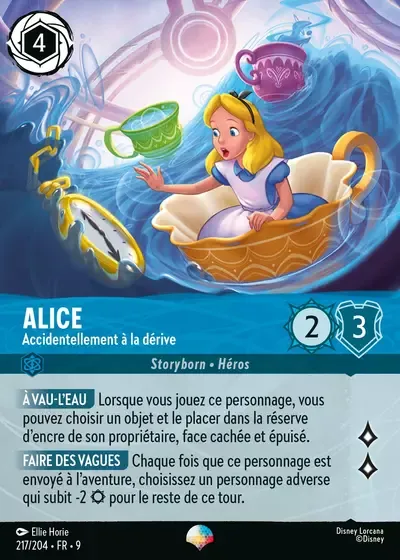 4
ALICE
Accidentellement à la dérive
2
3
Storyborn • Héros
À VAU-L'EAU Lorsque vous jouez ce personnage, vous
pouvez choisir un objet et le placer dans la réserve
d'encre de son propriétaire, face cachée et épuisé.
FAIRE DES VAGUES Chaque fois que ce personnage est
envoyé à l'aventure, choisissez un personnage adverse
qui subit -2 ¤ pour le reste de ce tour.
Ellie Horie
217/204 • FR • 9
Disney Lorcana
©Disney